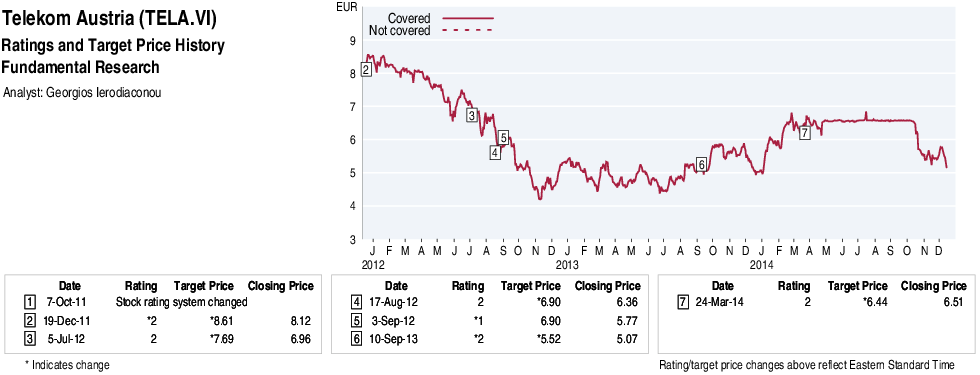 Telekom Austria (TELA.VI)
Ratings and Target Price History
Fundamental Research
Analyst: Georgios Ierodiaconou
EUR
Covered
Not covered
9
8
7
6
5
4
3
2
3
4
5
6
7
J F M A M J J A S O N D J F M A M J J A S O N D J F M A M J J A S O N D
2012 2013 2014
Date Rating Target Price Closing Price
1 7-Oct-11 Stock rating system changed
2 19-Dec-11 *2 *8.61 8.12
3 5-Jul-12 2 *7.69 6.96
Date Rating Target Price Closing Price
4 17-Aug-12 2 *6.90 6.36
5 3-Sep-12 *1 6.90 5.77
6 10-Sep-13 *2 *5.52 5.07
Date Rating Target Price Closing Price
7 24-Mar-14 2 *6.44 6.51
* Indicates change
Rating/target price changes above reflect Eastern Standard Time